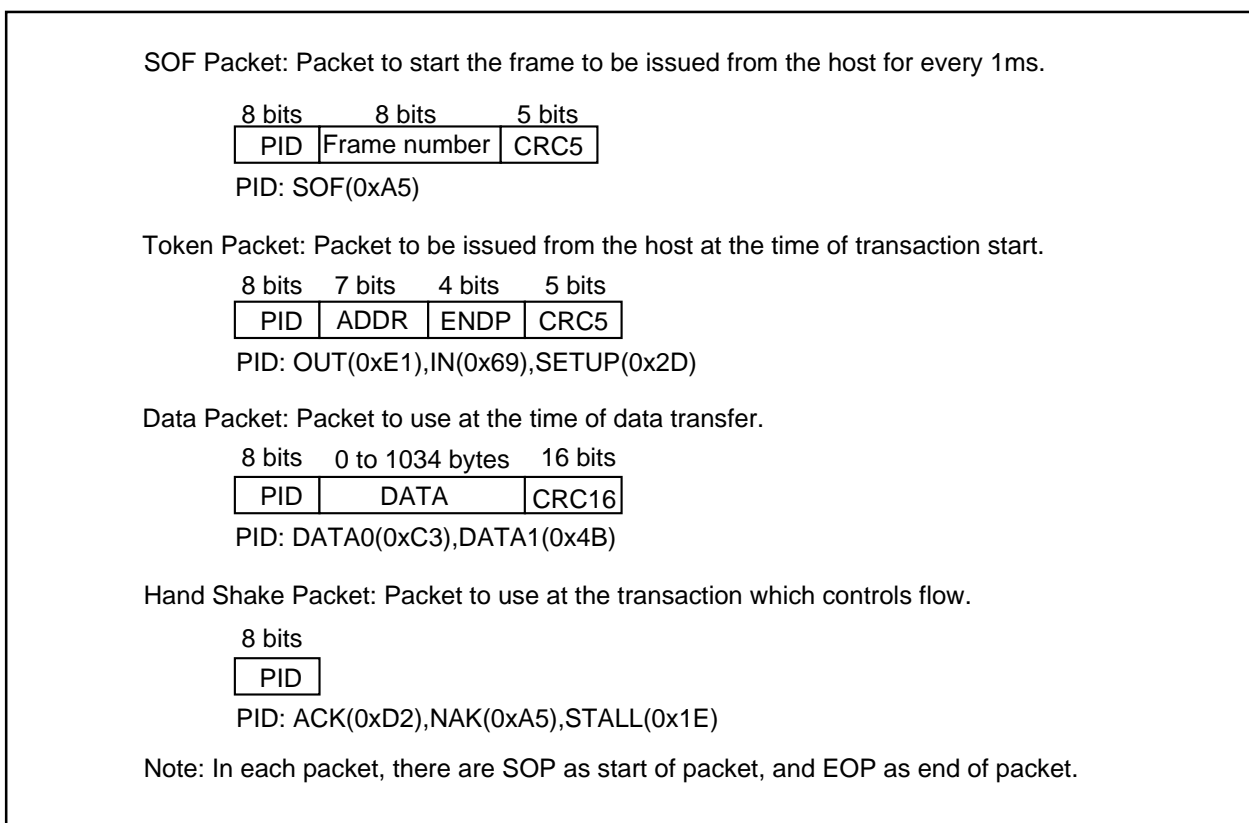 SOF Packet: Packet to start the frame to be issued from the host for every 1ms.
8 bits 8 bits 5 bits
PID Frame number CRC5
PID: SOF(0xA5)
Token Packet: Packet to be issued from the host at the time of transaction start.
8 bits 7 bits 4 bits 5 bits
PID ADDR ENDP CRC5
PID: OUT(0xE1),IN(0x69),SETUP(0x2D)
Data Packet: Packet to use at the time of data transfer.
8 bits 0 to 1034 bytes 16 bits
PID DATA CRC16
PID: DATA0(0xC3),DATA1(0x4B)
Hand Shake Packet: Packet to use at the transaction which controls flow.
8 bits
PID
PID: ACK(0xD2),NAK(0xA5),STALL(0x1E)
Note: In each packet, there are SOP as start of packet, and EOP as end of packet.